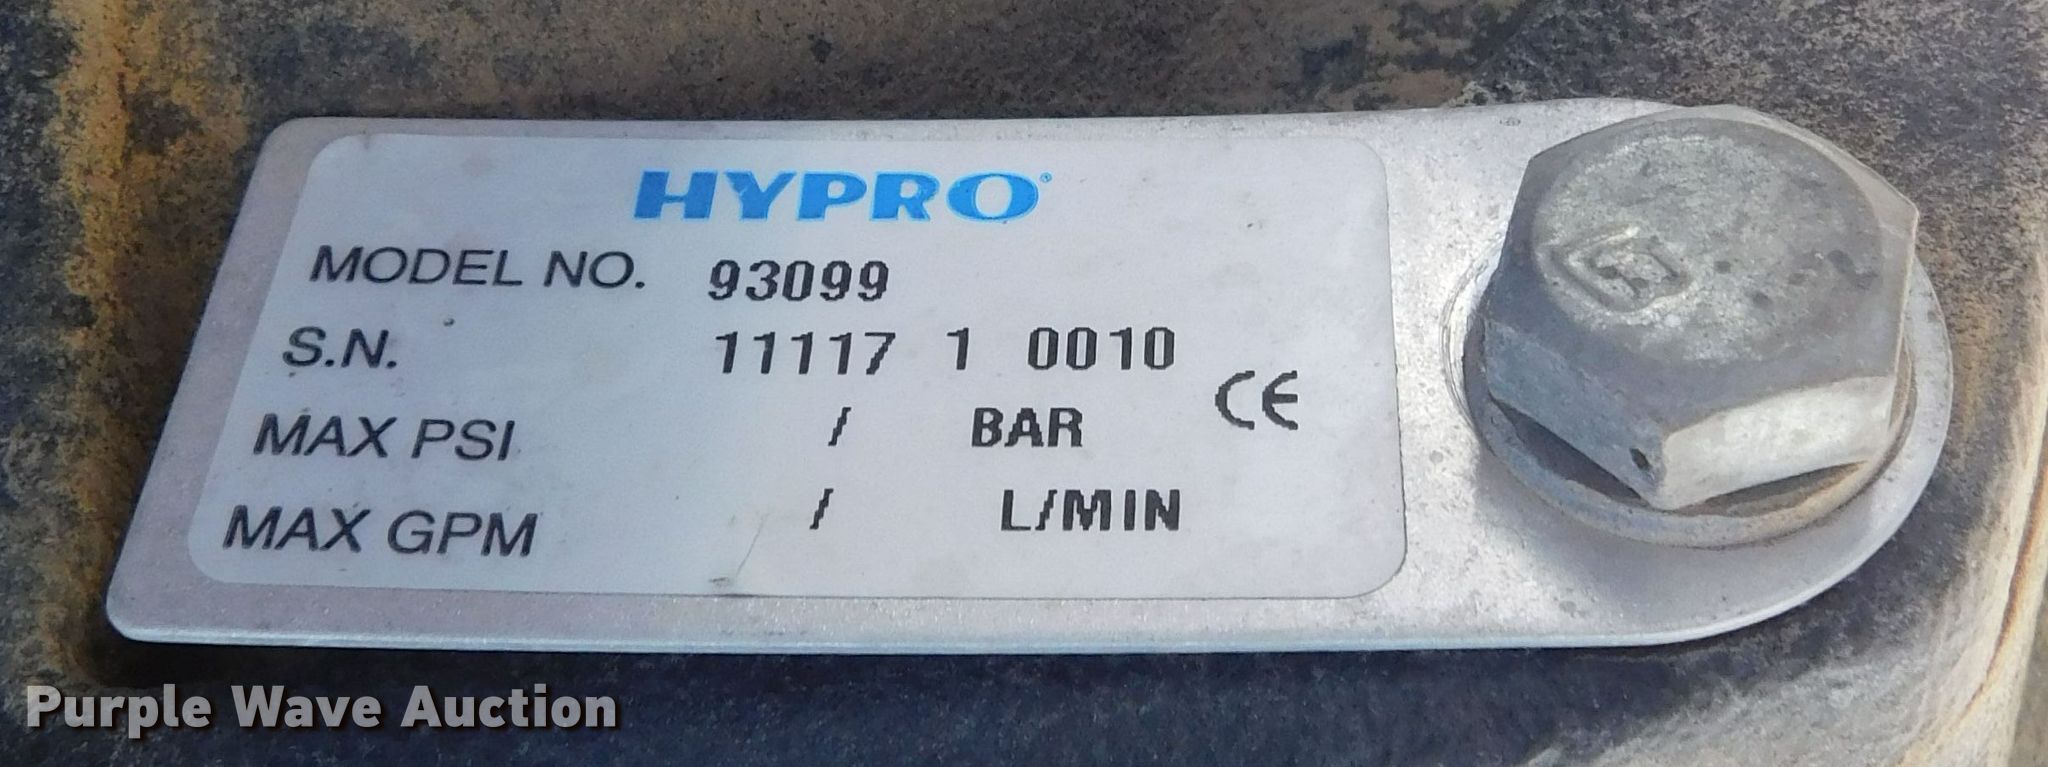 HYPRO®
MODEL NO. 93099
S.N. 11117 1 0010
MAX PSI / BAR CE
MAX GPM / L/MIN
Purple Wave Auction